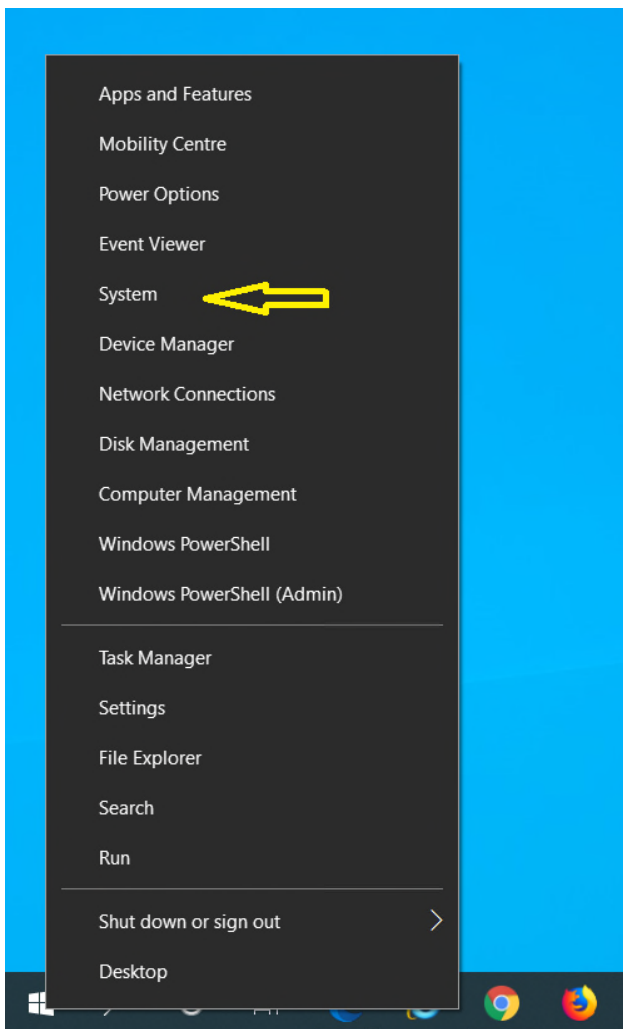 Apps and Features
Mobility Centre
Power Options
Event Viewer
System
Device Manager
Network Connections
Disk Management
Computer Management
Windows PowerShell
Windows PowerShell (Admin)
Task Manager
Settings
File Explorer
Search
Run
Shut down or sign out
Desktop